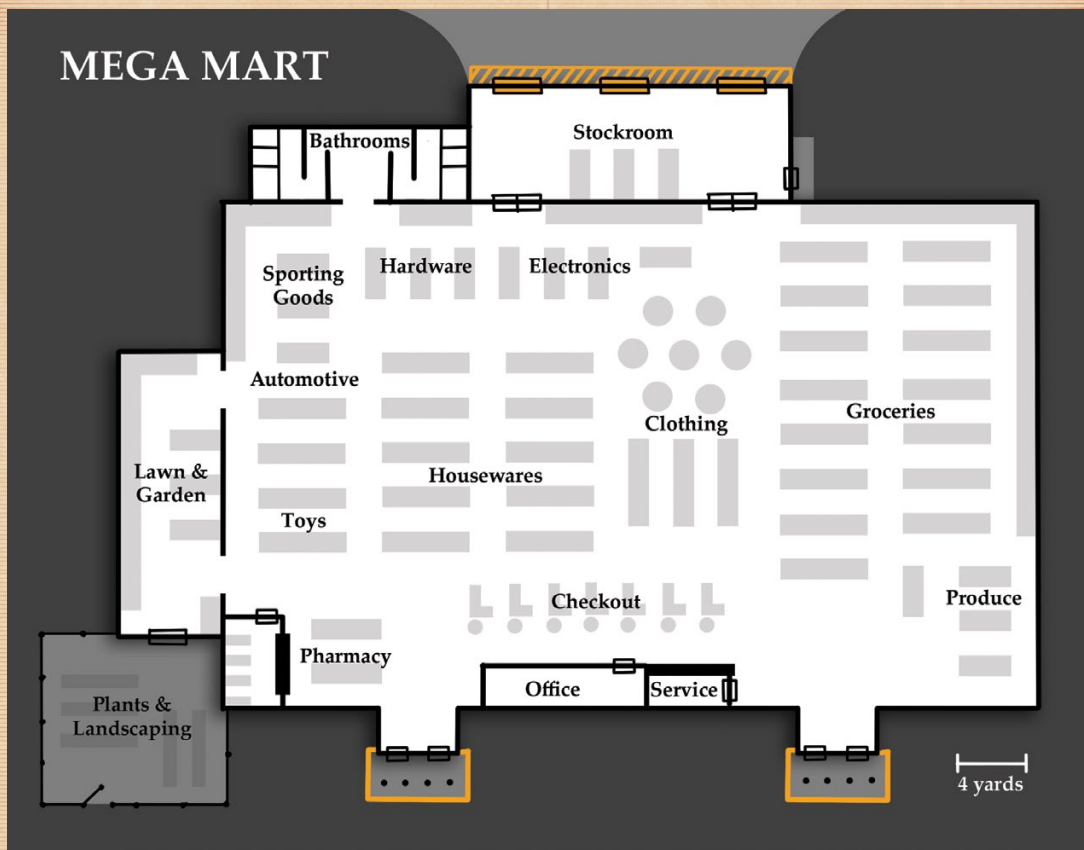 MEGA MART
Bathrooms
Stockroom
Sporting
Goods
Hardware
Electronics
Automotive
Clothing
Groceries
Lawn &
Garden
Housewares
Toys
Checkout
Produce
Pharmacy
Office
Service
Plants &
Landscaping
4 yards